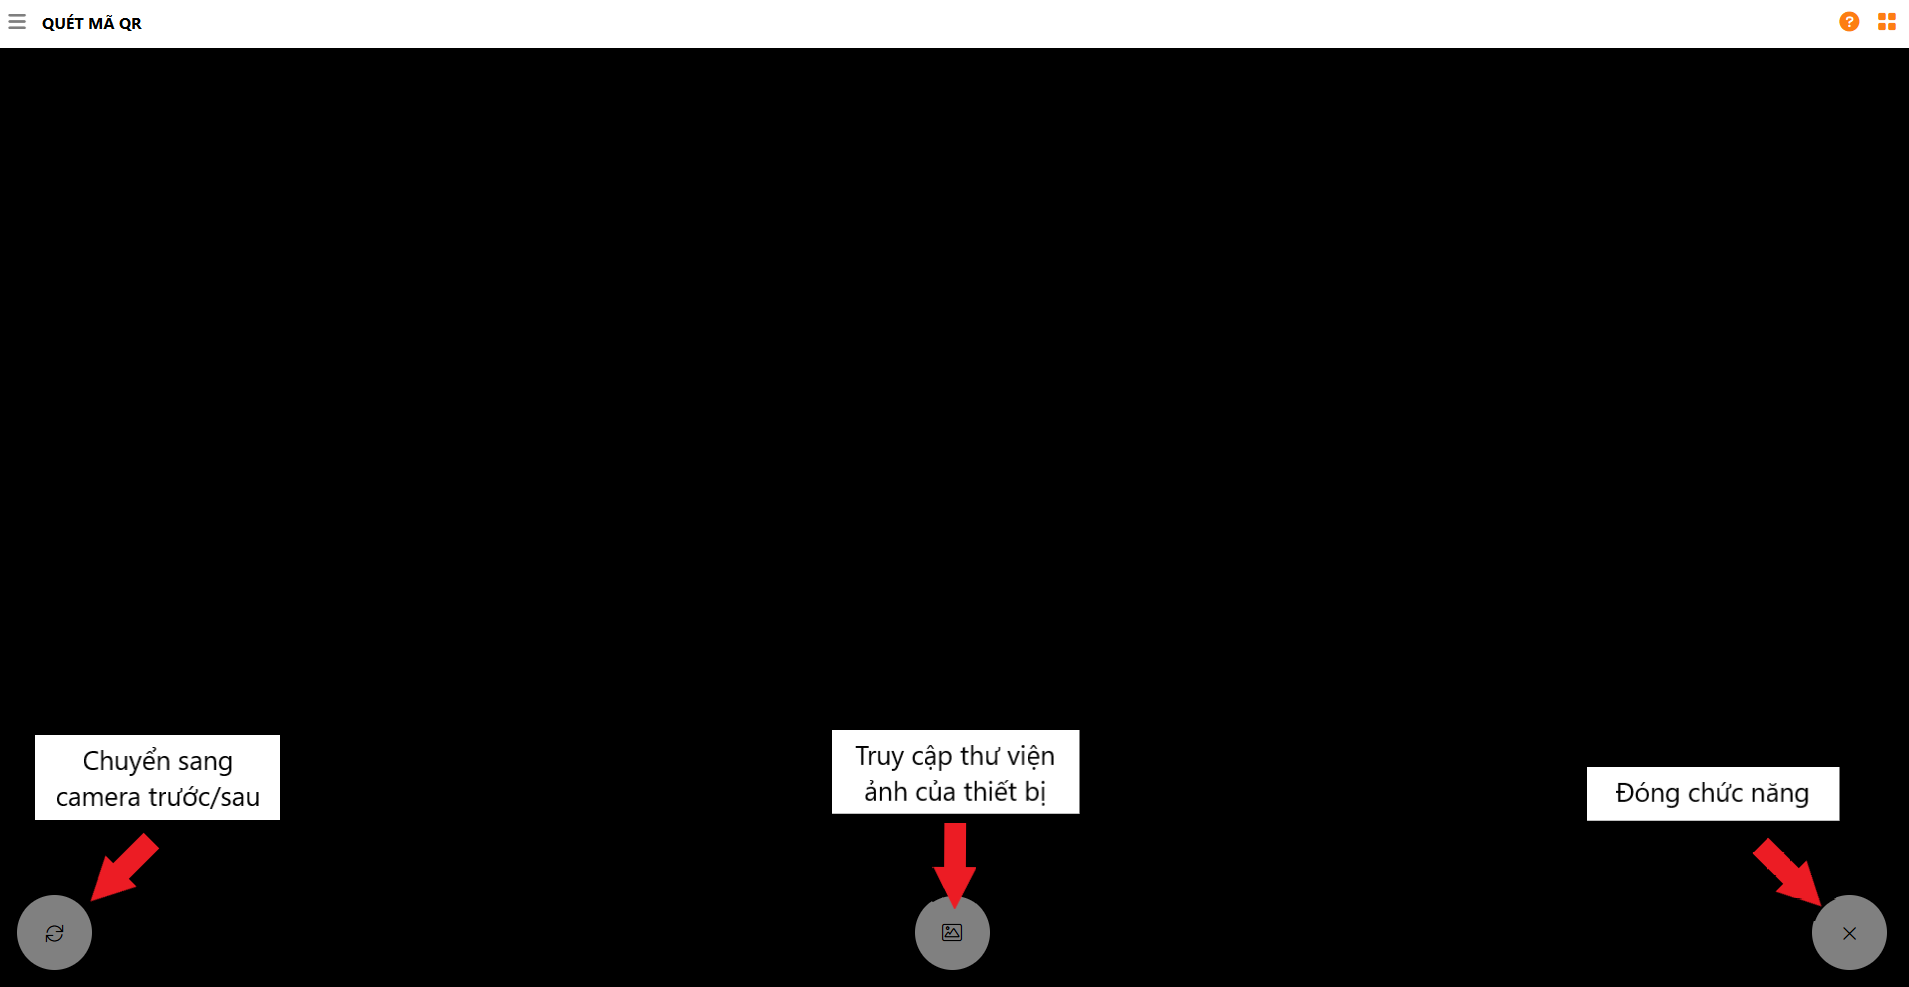 QUÉT MÃ QR
Chuyển sang
camera trước/sau
Truy cập thư viện
ảnh của thiết bị
Đóng chức năng